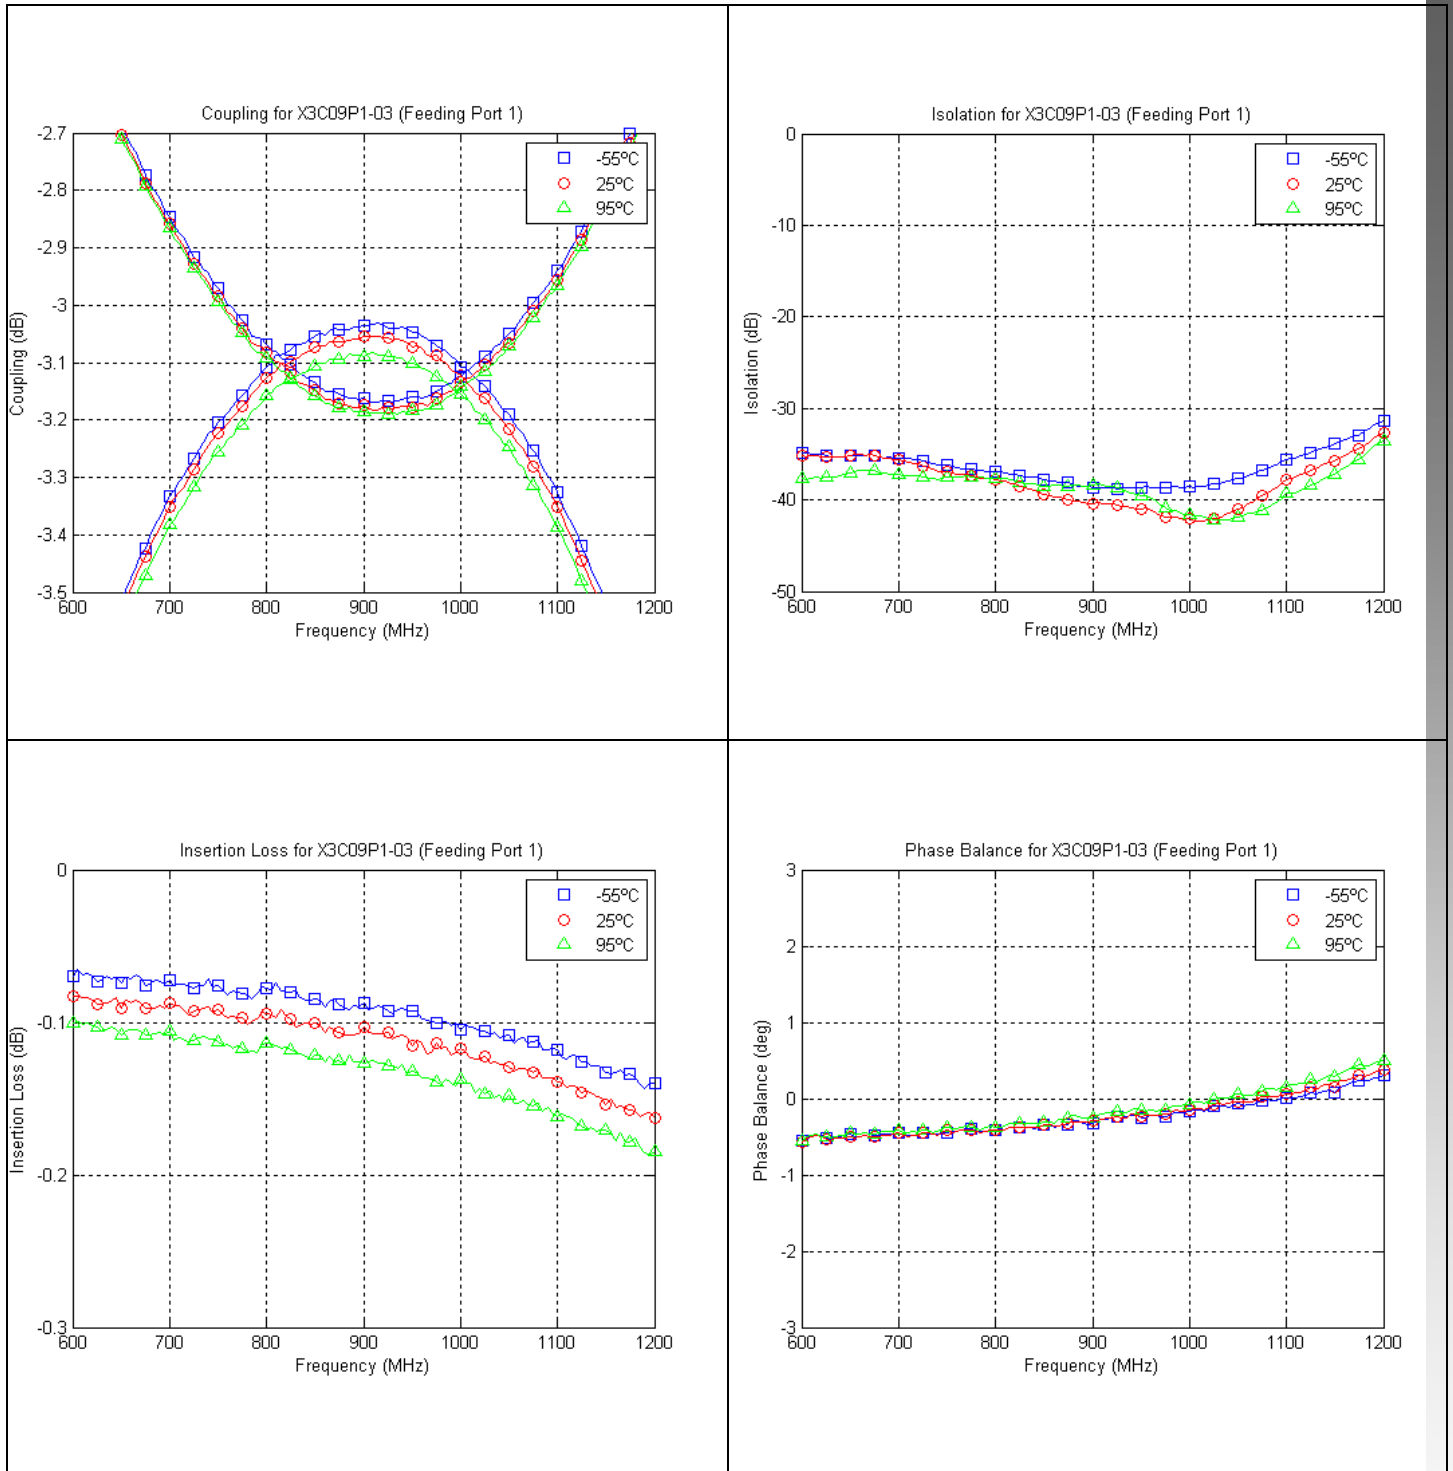 Coupling for X3C09P1-03 (Feeding Port 1)
-55ºC
25ºC
95ºC
-2.7
-2.8
-2.9
-3
-3.1
-3.2
-3.3
-3.4
-3.5
Coupling (dB)
600 700 800 900 1000 1100 1200
Frequency (MHz)
Isolation for X3C09P1-03 (Feeding Port 1)
-55ºC
25ºC
95ºC
0
-10
-20
-30
-40
-50
Isolation (dB)
600 700 800 900 1000 1100 1200
Frequency (MHz)
Insertion Loss for X3C09P1-03 (Feeding Port 1)
-55ºC
25ºC
95ºC
0
-0.1
-0.2
-0.3
Insertion Loss (dB)
600 700 800 900 1000 1100 1200
Frequency (MHz)
Phase Balance for X3C09P1-03 (Feeding Port 1)
-55ºC
25ºC
95ºC
3
2
1
0
-1
-2
-3
Phase Balance (deg)
600 700 800 900 1000 1100 1200
Frequency (MHz)